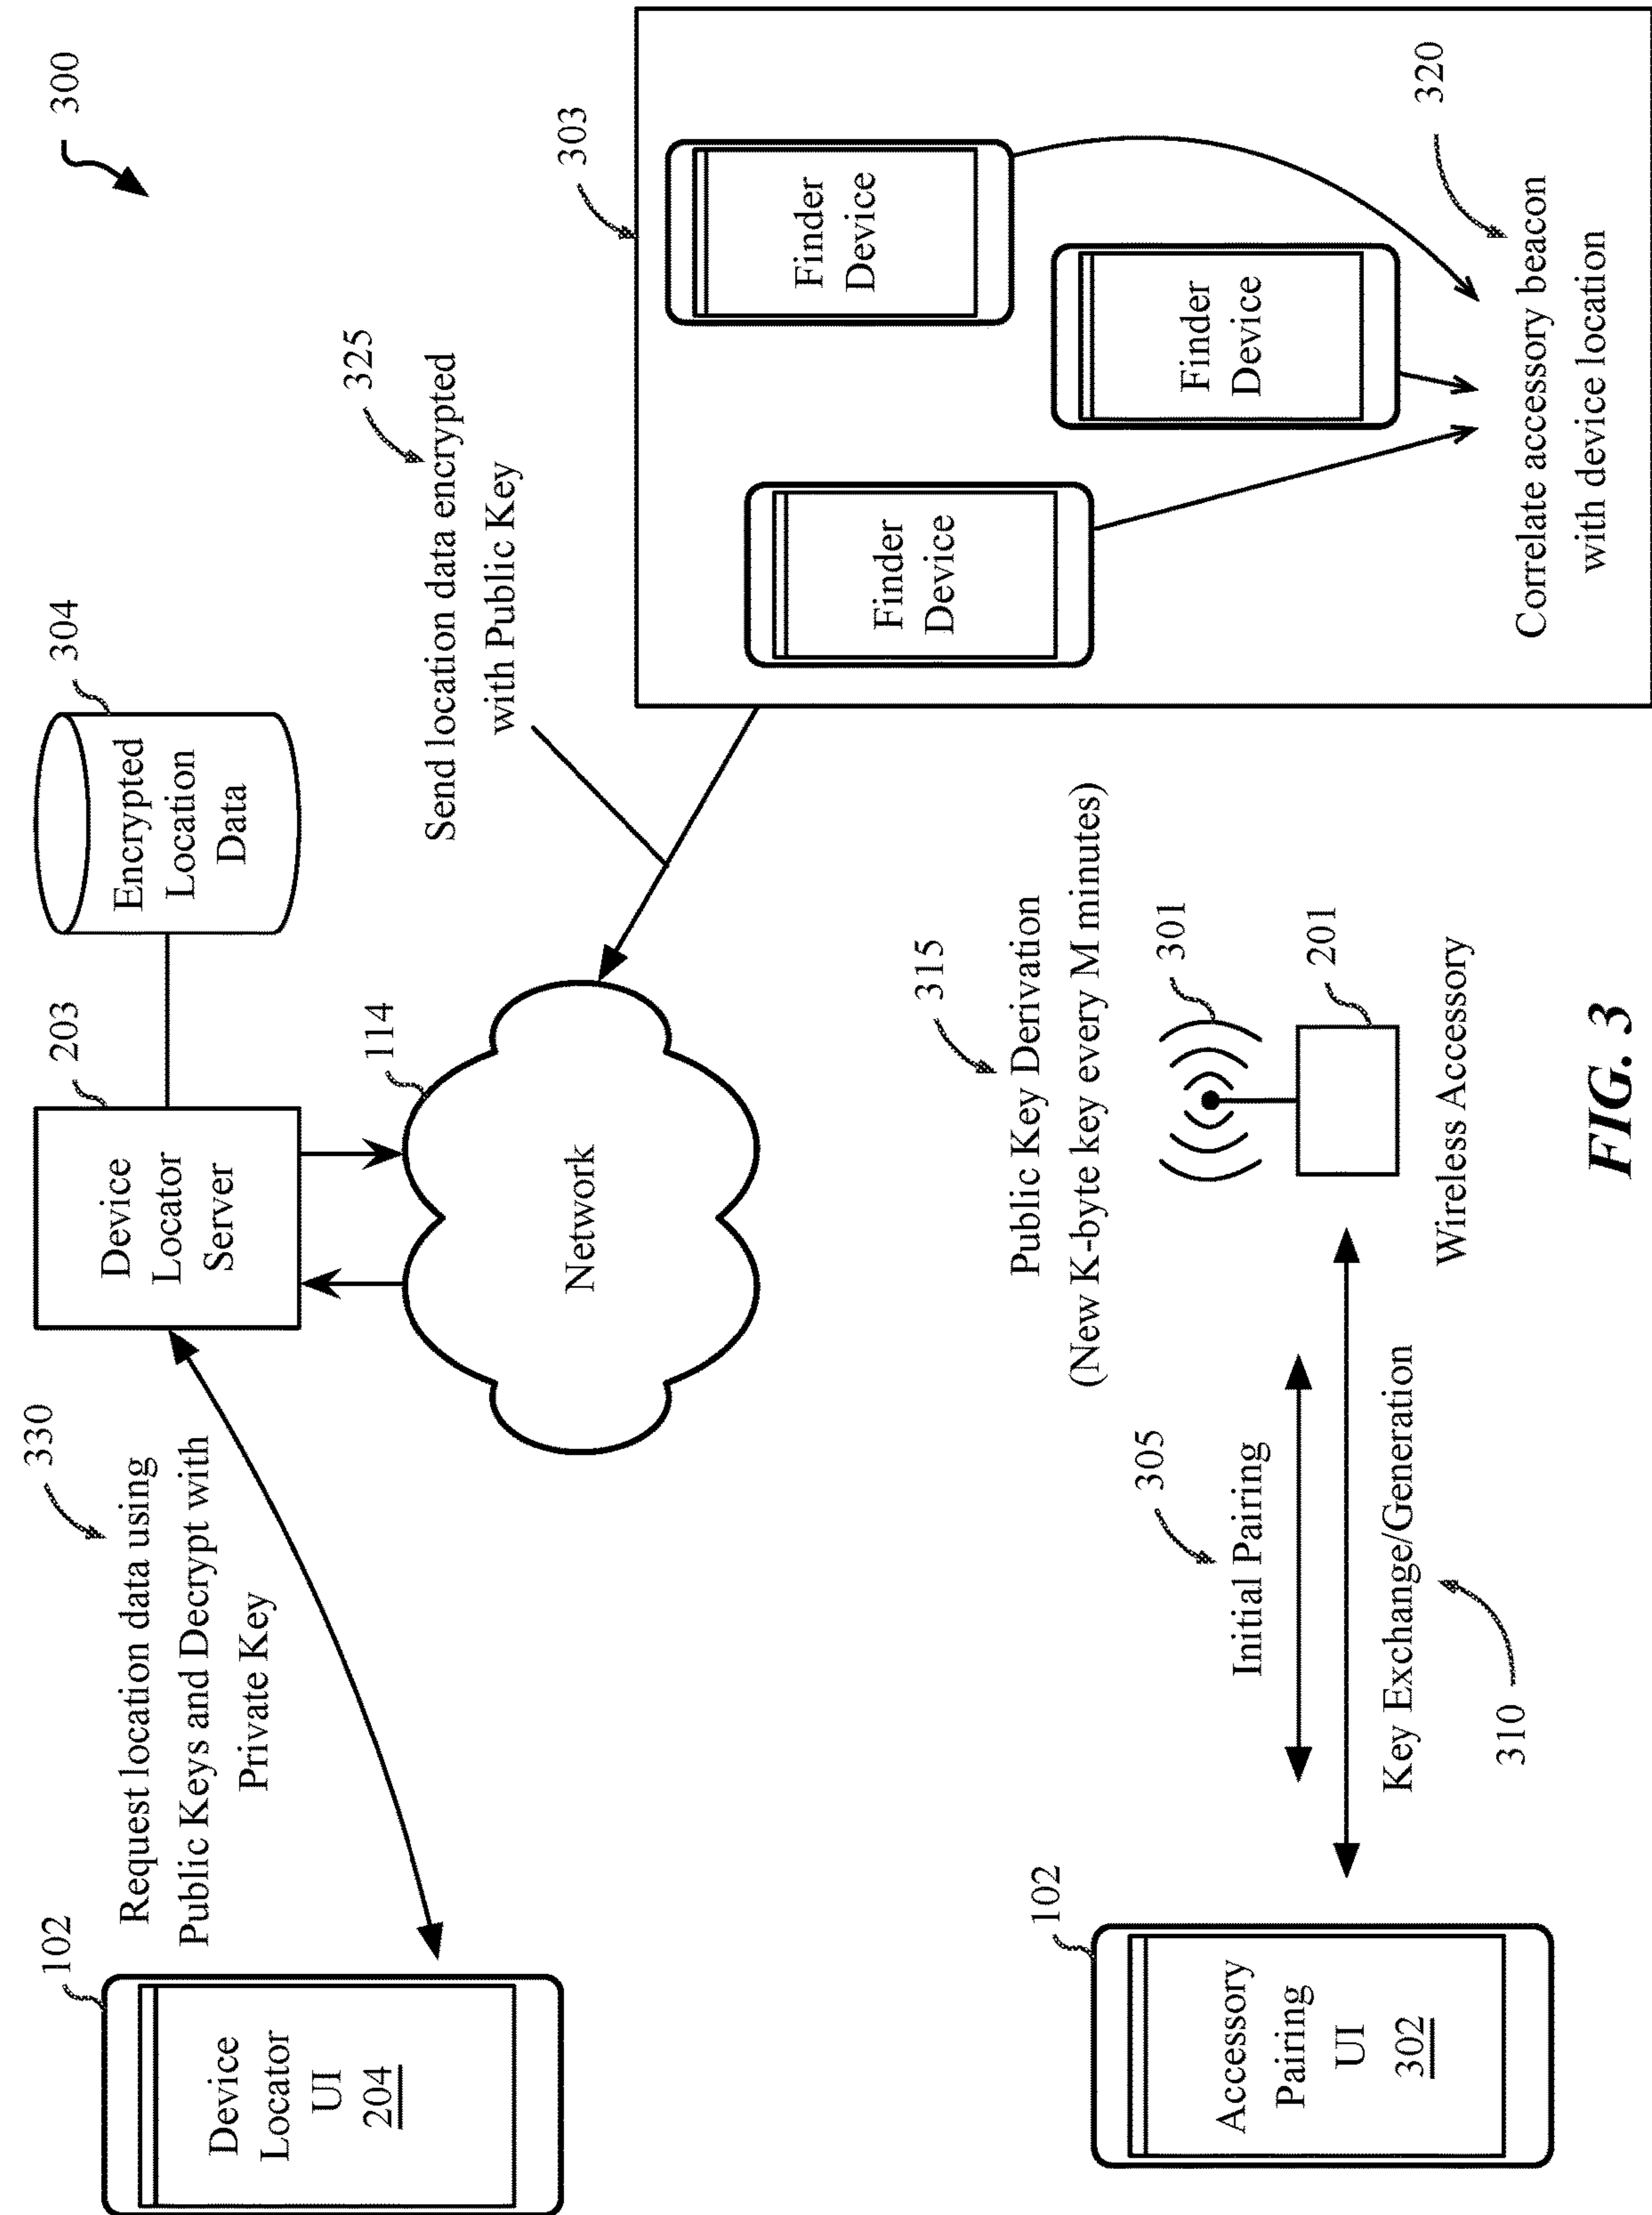 300
102
Device
Locator
UI
204
330
Request location data using
Public Keys and Decrypt with
Private Key
203
Device
Locator
Server
304
Encrypted
Location
Data
114
Network
325
Send location data encrypted
with Public Key
303
Finder
Device
Finder
Device
Finder
Device
320
Correlate accessory beacon
with device location
102
Accessory
Pairing
UI
302
305
Initial Pairing
Key Exchange/Generation
310
315
Public Key Derivation
(New K-byte key every M minutes)
301
201
Wireless Accessory
FIG. 3